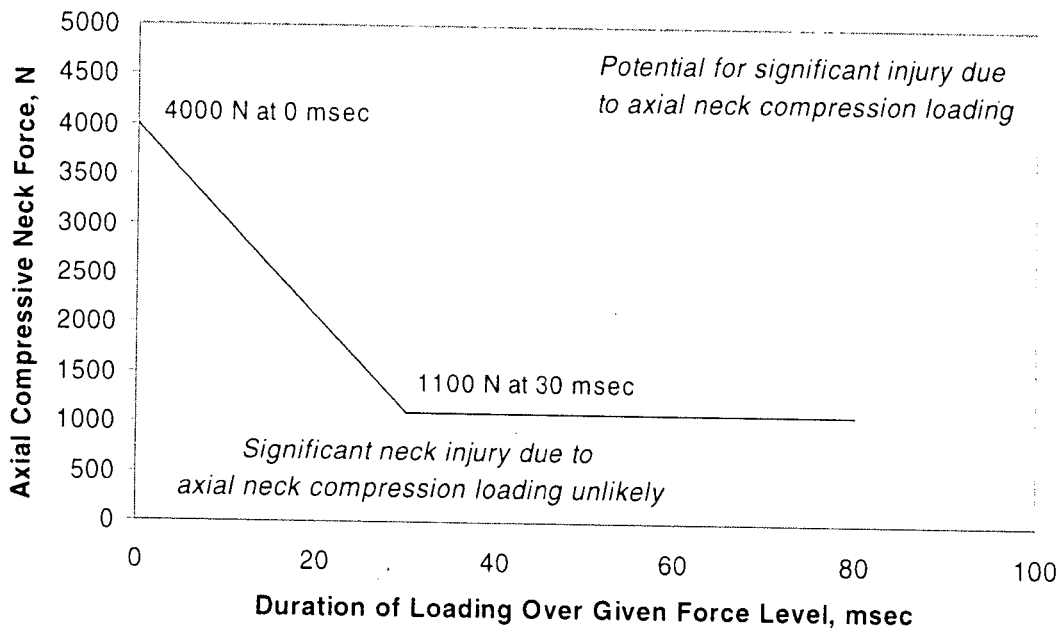 5000
4500
4000
3500
3000
2500
2000
1500
1000
500
0
Axial Compressive Neck Force, N
Potential for significant injury due
to axial neck compression loading
4000 N at 0 msec
1100 N at 30 msec
Significant neck injury due to
axial neck compression loading unlikely
0 20 40 60 80 100
Duration of Loading Over Given Force Level, msec